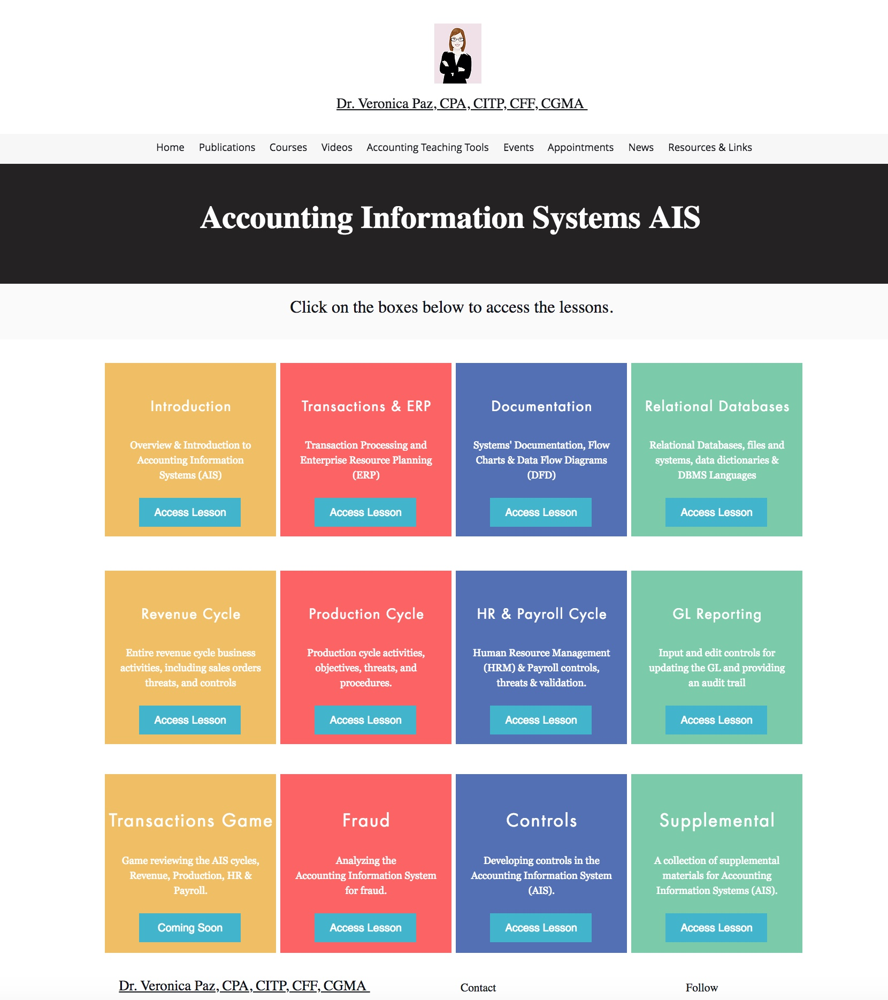 Dr. Veronica Paz, CPA, CITP, CFF, CGMA
Home Publications Courses Videos Accounting Teaching Tools Events Appointments News Resources & Links
Accounting Information Systems AIS
Click on the boxes below to access the lessons.
Introduction
Overview & Introduction to
Accounting Information
Systems (AIS)
Access Lesson
Transactions & ERP
Transaction Processing and
Enterprise Resource Planning
(ERP)
Access Lesson
Documentation
Systems' Documentation, Flow
Charts & Data Flow Diagrams
(DFD)
Access Lesson
Relational Databases
Relational Databases, files and
systems, data dictionaries &
DBMS Languages
Access Lesson
Revenue Cycle
Entire revenue cycle business
activities, including sales orders
threats, and controls
Access Lesson
Production Cycle
Production cycle activities,
objectives, threats, and
procedures.
Access Lesson
HR & Payroll Cycle
Human Resource Management
(HRM) & Payroll controls,
threats & validation.
Access Lesson
GL Reporting
Input and edit controls for
updating the GL and providing
an audit trail
Access Lesson
Transactions Game
Game reviewing the AIS cycles,
Revenue, Production, HR &
Payroll.
Coming Soon
Fraud
Analyzing the
Accounting Information System
for fraud.
Access Lesson
Controls
Developing controls in the
Accounting Information System
(AIS).
Access Lesson
Supplemental
A collection of supplemental
materials for Accounting
Information Systems (AIS).
Access Lesson
Dr. Veronica Paz, CPA, CITP, CFF, CGMA
Contact
Follow